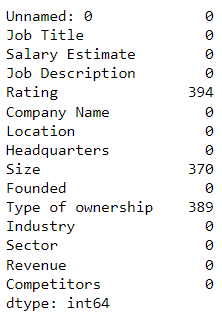 Unnamed: 0 0
Job Title 0
Salary Estimate 0
Job Description 0
Rating 394
Company Name 0
Location 0
Headquarters 0
Size 370
Founded 0
Type of ownership 389
Industry 0
Sector 0
Revenue 0
Competitors 0
dtype: int64